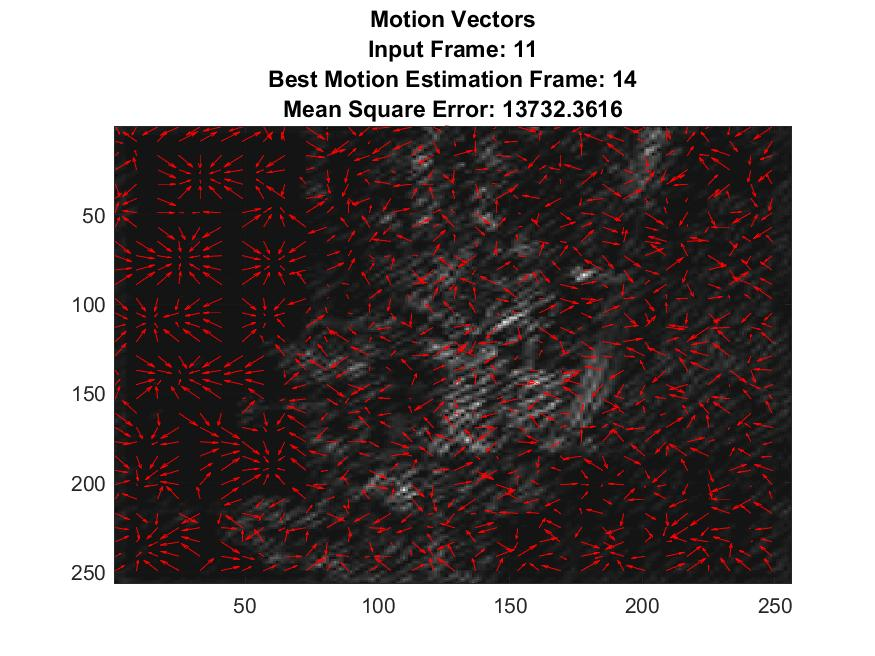 Motion Vectors
Input Frame: 11
Best Motion Estimation Frame: 14
Mean Square Error: 13732.3616
50
100
150
200
250
50
100
150
200
250